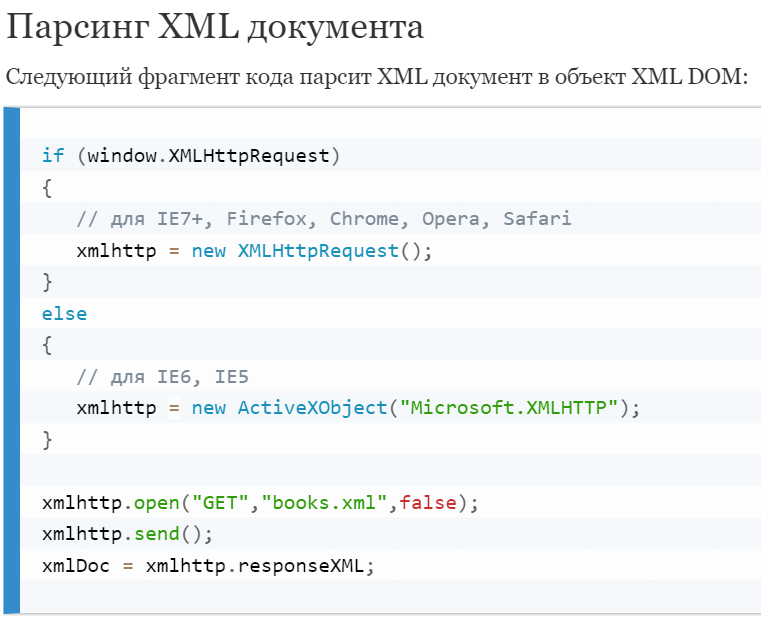 Парсинг XML документа
Следующий фрагмент кода парсит XML документ в объект XML DOM:
if (window.XMLHttpRequest)
{
   // для IE7+, Firefox, Chrome, Opera, Safari
   xmlhttp = new XMLHttpRequest();
}
else
{
   // для IE6, IE5
   xmlhttp = new ActiveXObject("Microsoft.XMLHTTP");
}
xmlhttp.open("GET","books.xml",false);
xmlhttp.send();
xmlDoc = xmlhttp.responseXML;